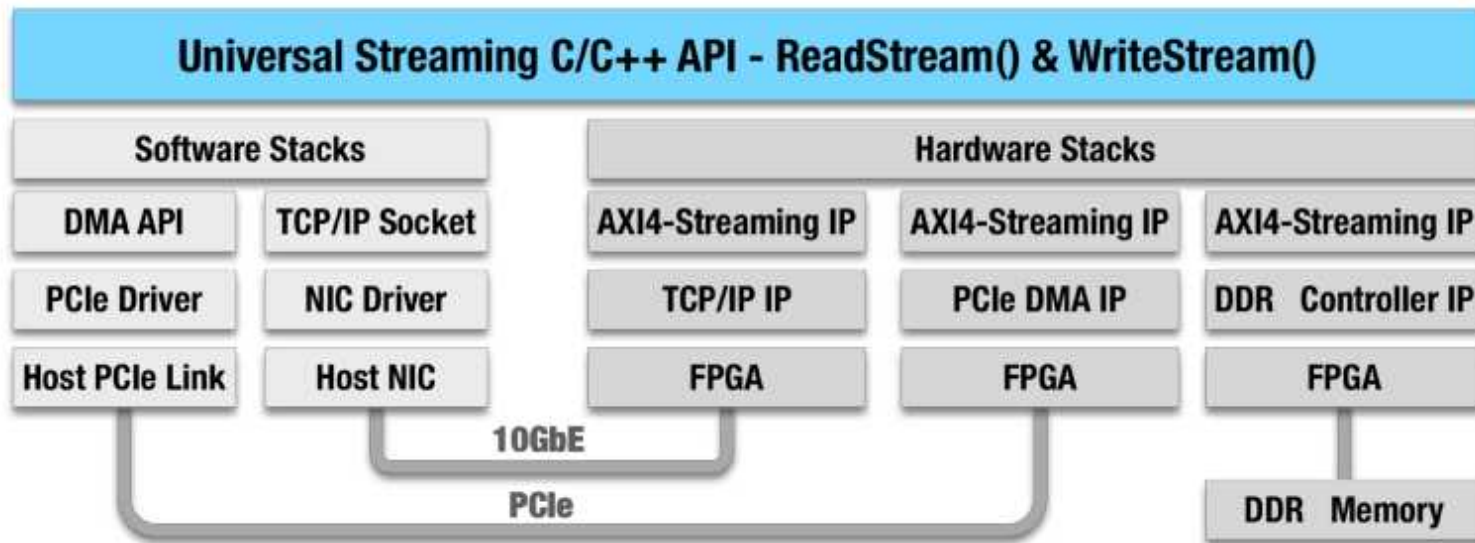 Universal Streaming C/C++ API - ReadStream() & WriteStream()
Software Stacks
Hardware Stacks
DMA API
TCP/IP Socket
AXI4-Streaming IP
AXI4-Streaming IP
AXI4-Streaming IP
PCIe Driver
NIC Driver
TCP/IP IP
PCIe DMA IP
DDR Controller IP
Host PCIe Link
Host NIC
FPGA
FPGA
FPGA
10GbE
PCIe
DDR Memory